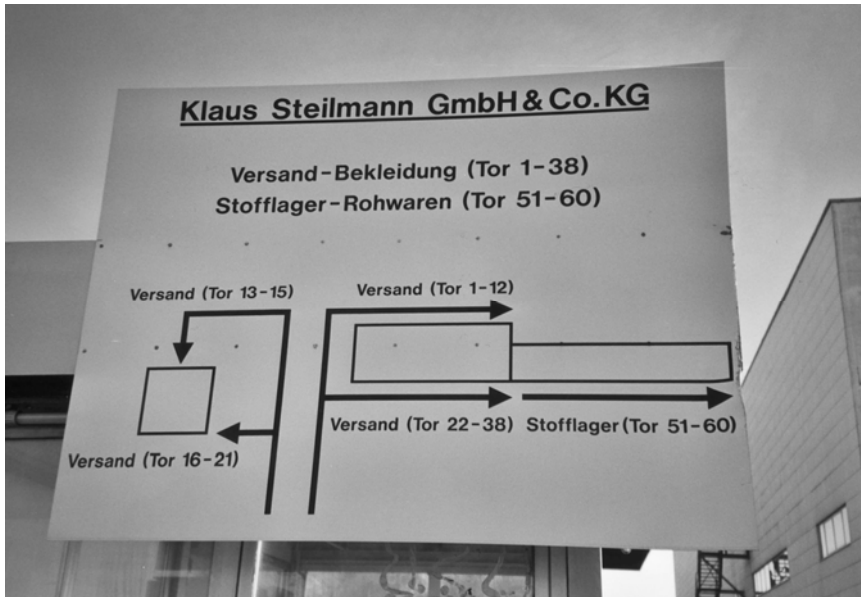 Klaus Steilmann GmbH & Co. KG
Versand-Bekleidung (Tor 1-38)
Stofflager-Rohwaren (Tor 51-60)
Versand (Tor 13-15)
Versand (Tor 1-12)
Versand (Tor 22-38)
Stofflager (Tor 51-60)
Versand (Tor 16-21)